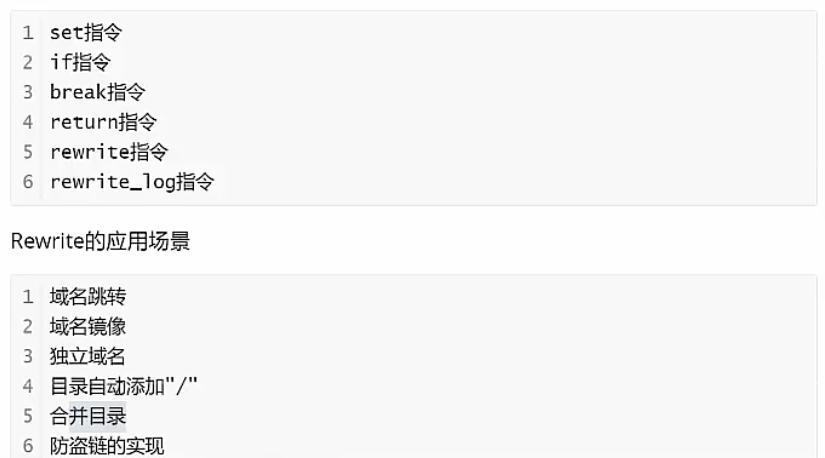 1 set指令
2 if指令
3 break指令
4 return指令
5 rewrite指令
6 rewrite_log指令
Rewrite的应用场景
1 域名跳转
2 域名镜像
3 独立域名
4 目录自动添加"/"
5 合并目录
6 防盗链的实现